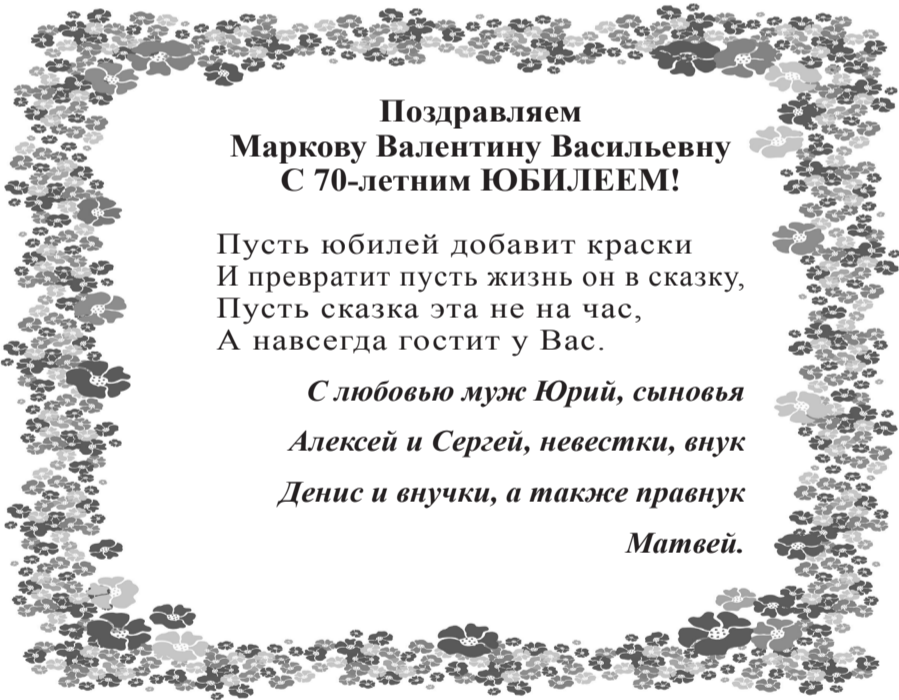 Поздравляем
Маркову Валентину Васильевну
С 70-летним ЮБИЛЕЕМ!
Пусть юбилей добавит краски
И превратит пусть жизнь он в сказку,
Пусть сказка эта не на час,
А навсегда гостит у Вас.
С любовью муж Юрий, сыновья
Алексей и Сергей, невестки, внук
Денис и внучки, а также правнук
Матвей.